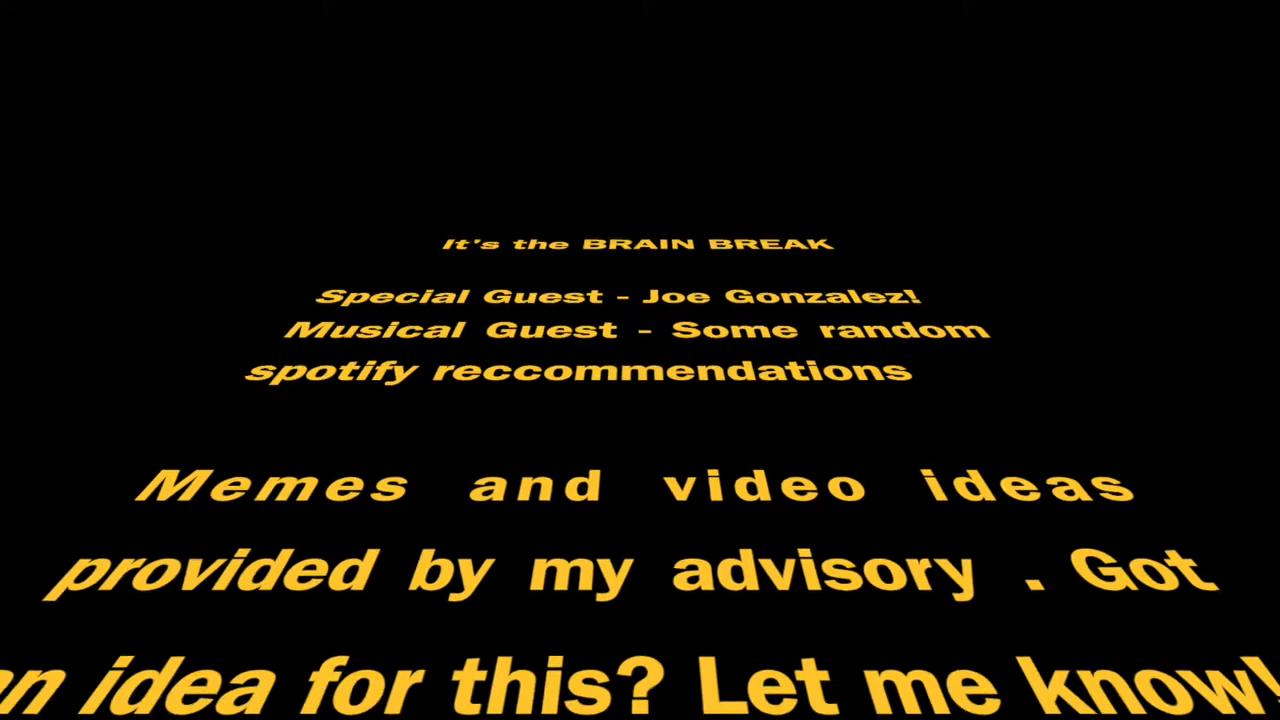 It's the BRAIN BREAK
Special Guest - Joe Gonzalez!
Musical Guest - Some random
spotify reccommendations
Memes and video ideas
provided by my advisory . Got
an idea for this? Let me know!